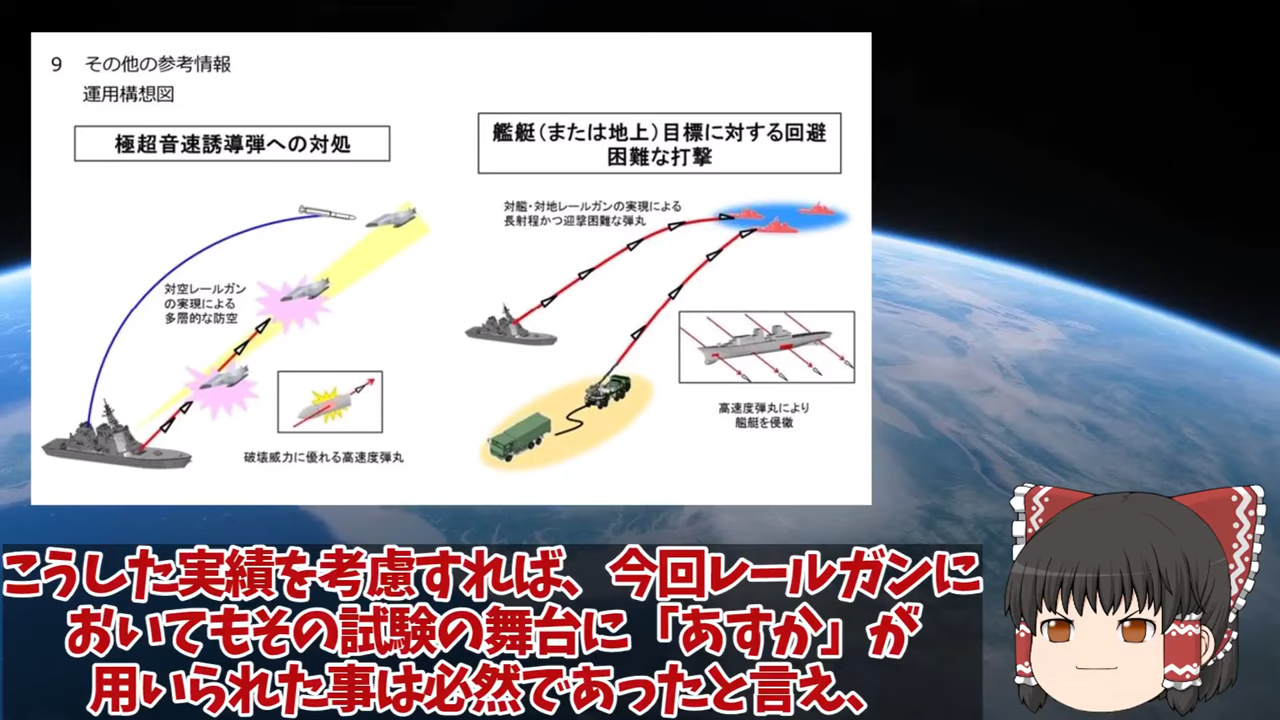 9 その他の参考情報
運用構想図
極超音速誘導弾への対処
対空レールガン
の実現による
多層的な防空
破壊威力に優れる高速度弾丸
艦艇(または地上)目標に対する回避
困難な打撃
対艦・対地レールガンの実現による
長射程かつ迎撃困難な弾丸
高速度弾丸により
艦艇を侵徹
こうした実績を考慮すれば、今回レールガンに
おいてもその試験の舞台に「あすか」が
用いられた事は必然であったと言え、